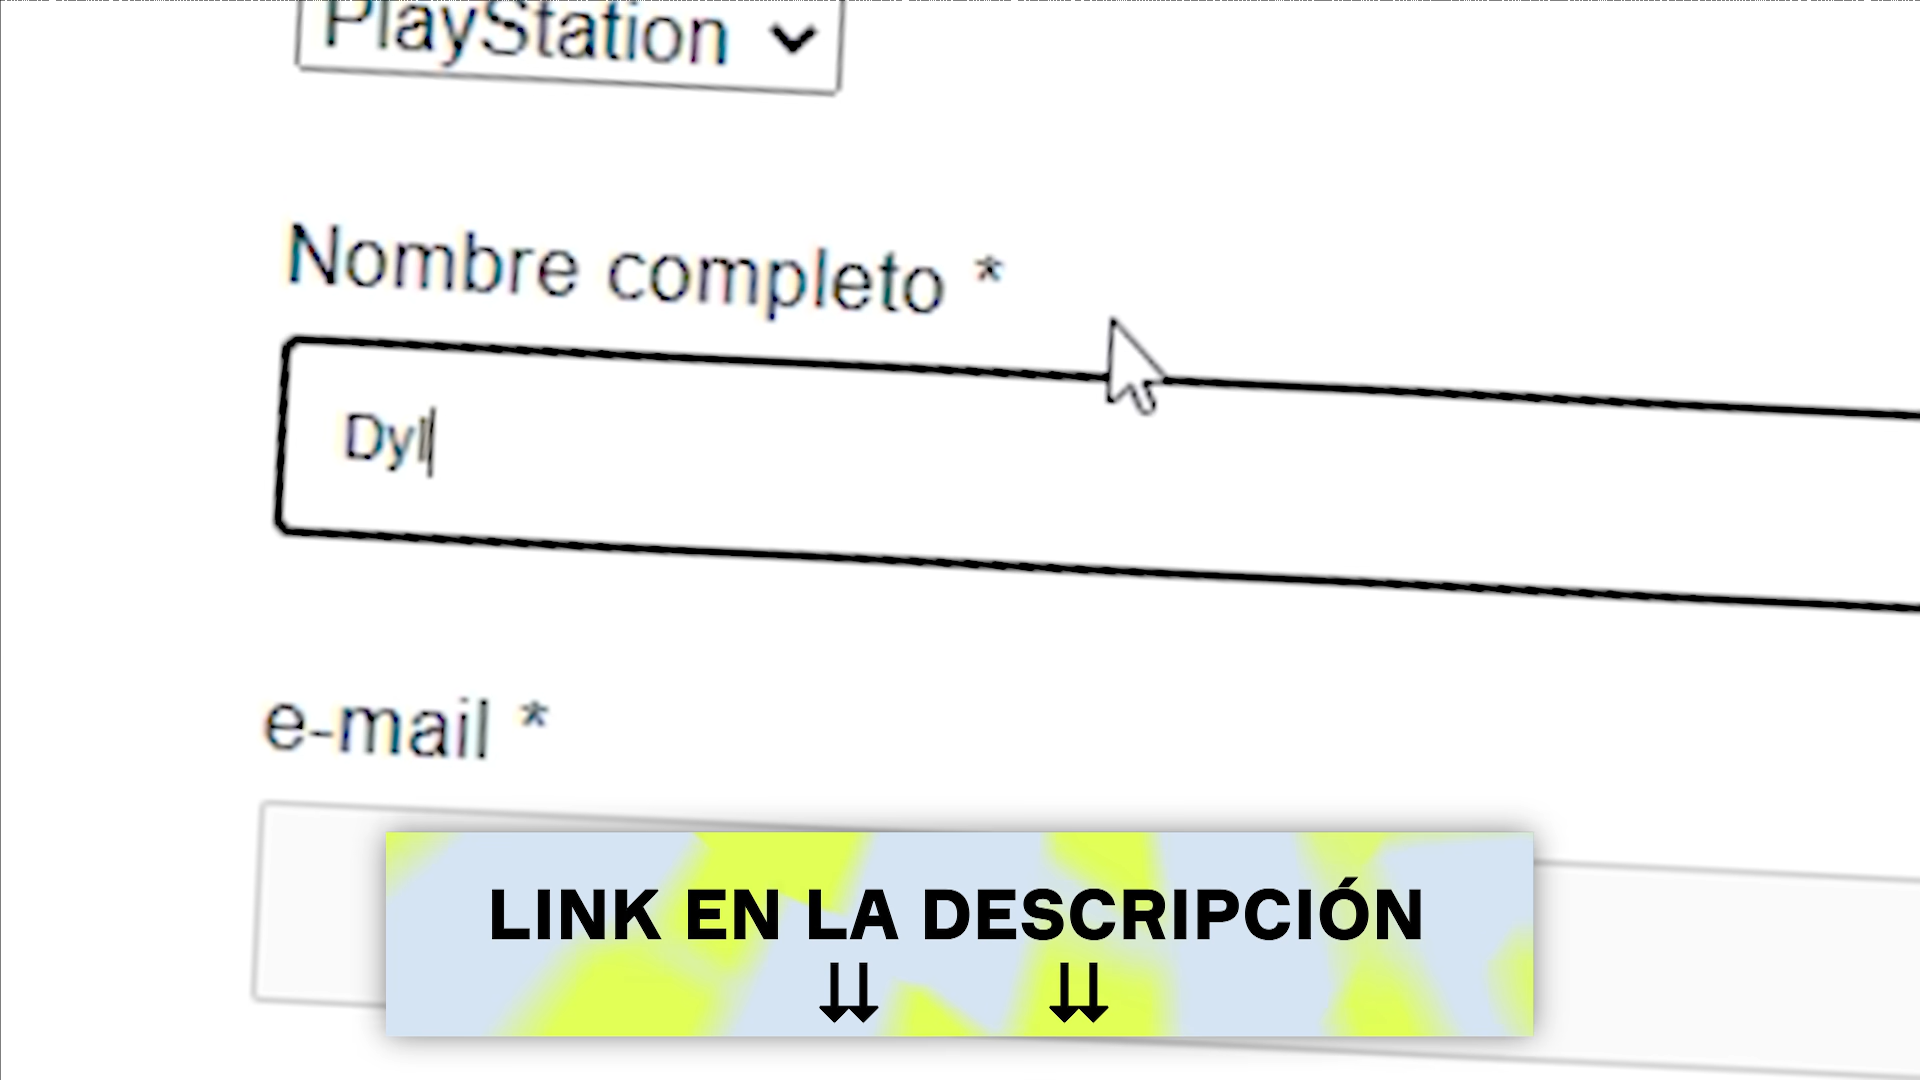 PlayStation
Nombre completo *
Dyl
e-mail *
LINK EN LA DESCRIPCIÓN
⇊ ⇊